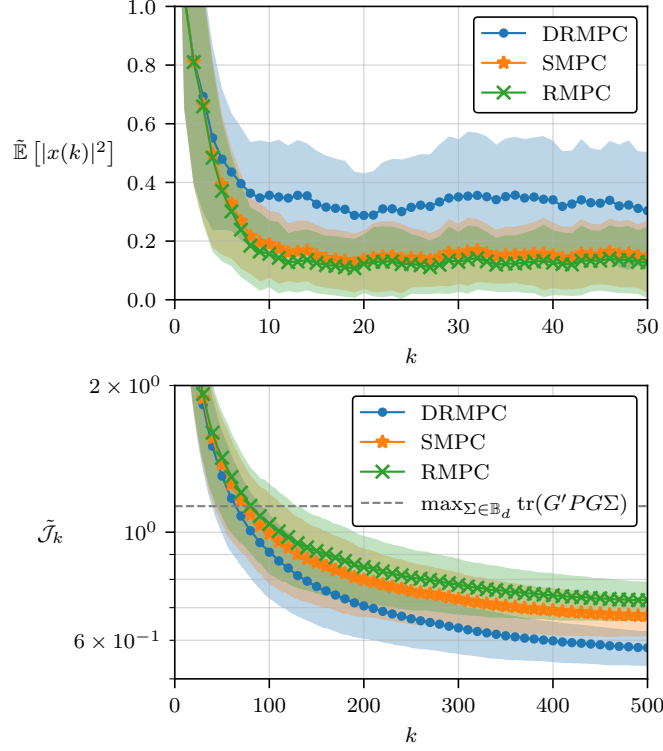 1.0
0.8
0.6
0.4
0.2
0.0
𝔼̃ [|x(k)|²]
DRMPC
SMPC
RMPC
0 10 20 30 40 50
k
2 × 10⁰
10⁰
6 × 10⁻¹
𝒥̃ₖ
DRMPC
SMPC
RMPC
max_{Σ∈𝔹_d} tr(G′PGΣ)
0 100 200 300 400 500
k